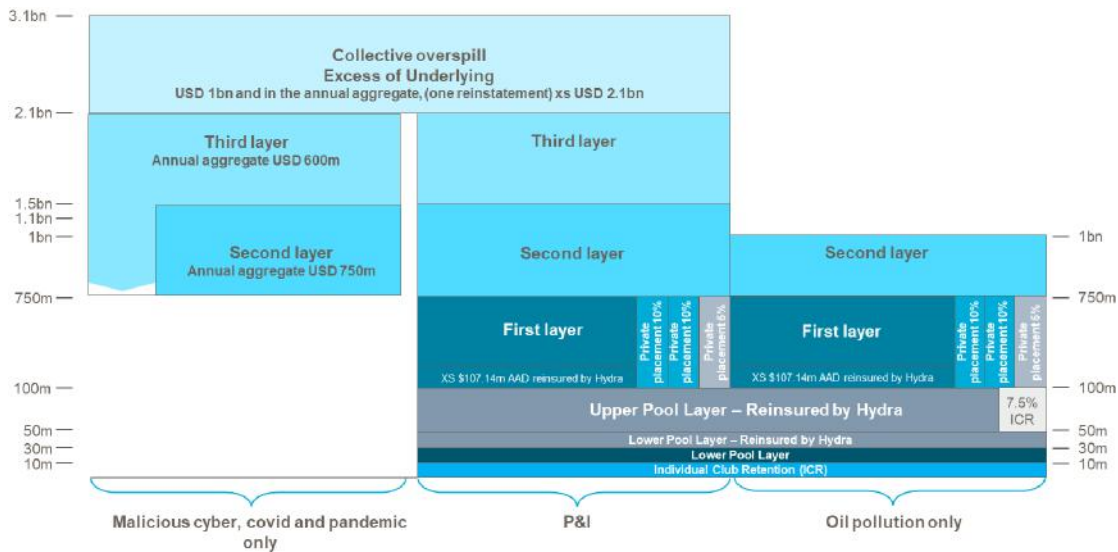 3.1bn
Collective overspill
Excess of Underlying
USD 1bn and in the annual aggregate, (one reinstatement) xs USD 2.1bn
2.1bn
Third layer
Annual aggregate USD 600m
Third layer
1.5bn
1.1bn
1bn
1bn
Second layer
Annual aggregate USD 750m
Second layer
Second layer
750m
750m
First layer
XS $107.14m AAD reinsured by Hydra
Private
placement 10%
Private
placement 10%
Private
placement 5%
First layer
XS $107.14m AAD reinsured by Hydra
Private
placement 10%
Private
placement 10%
Private
placement 5%
100m
100m
Upper Pool Layer – Reinsured by Hydra
7.5%
ICR
50m
50m
Lower Pool Layer – Reinsured by Hydra
30m
30m
Lower Pool Layer
10m
10m
Individual Club Retention (ICR)
Malicious cyber, covid and pandemic
only
P&I
Oil pollution only